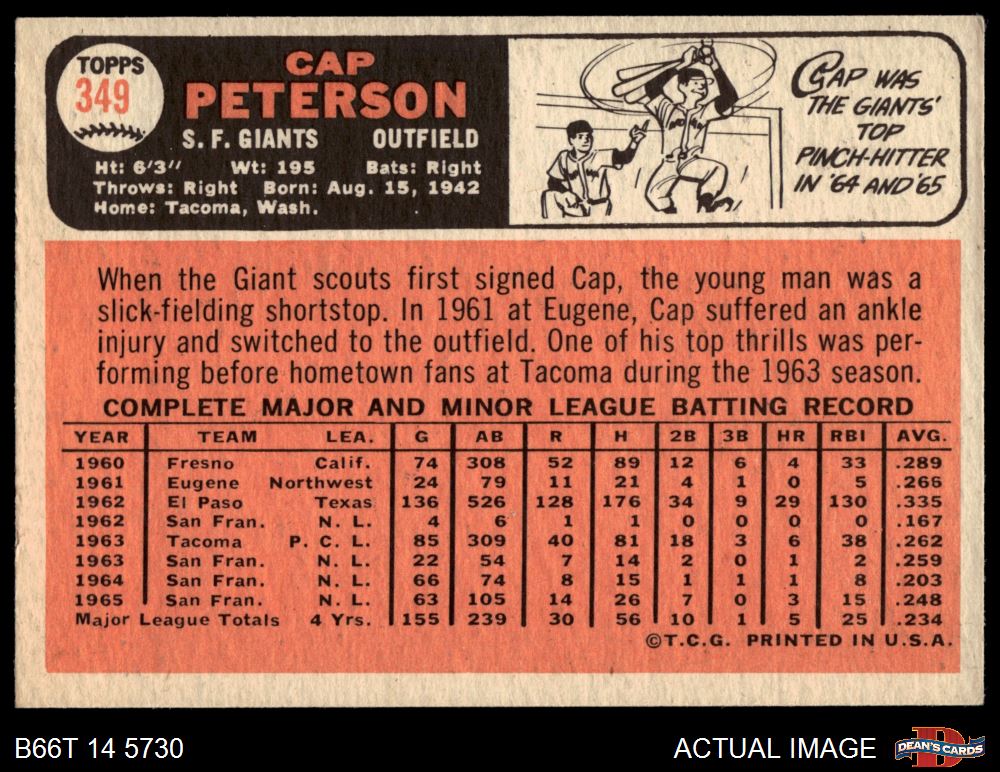 TOPPS
349
CAP
PETERSON
S. F. GIANTS OUTFIELD
Ht: 6'3" Wt: 195 Bats: Right
Throws: Right Born: Aug. 15, 1942
Home: Tacoma, Wash.
CAP WAS
THE GIANTS'
TOP
PINCH-HITTER
IN '64 AND '65
When the Giant scouts first signed Cap, the young man was a
slick-fielding shortstop. In 1961 at Eugene, Cap suffered an ankle
injury and switched to the outfield. One of his top thrills was per-
forming before hometown fans at Tacoma during the 1963 season.
COMPLETE MAJOR AND MINOR LEAGUE BATTING RECORD
YEAR TEAM LEA. G AB R H 2B 3B HR RBI AVG.
1960 Fresno Calif. 74 308 52 89 12 6 4 33 .289
1961 Eugene Northwest 24 79 11 21 4 1 0 5 .266
1962 El Paso Texas 136 526 128 176 34 9 29 130 .335
1962 San Fran. N. L. 4 6 1 1 0 0 0 0 .167
1963 Tacoma P. C. L. 85 309 40 81 18 3 6 38 .262
1963 San Fran. N. L. 22 54 7 14 2 0 1 2 .259
1964 San Fran. N. L. 66 74 8 15 1 1 1 8 .203
1965 San Fran. N. L. 63 105 14 26 7 0 3 15 .248
Major League Totals 4 Yrs. 155 239 30 56 10 1 5 25 .234
©T.C.G. PRINTED IN U.S.A.
B66T 14 5730 ACTUAL IMAGE DEAN'S CARDS